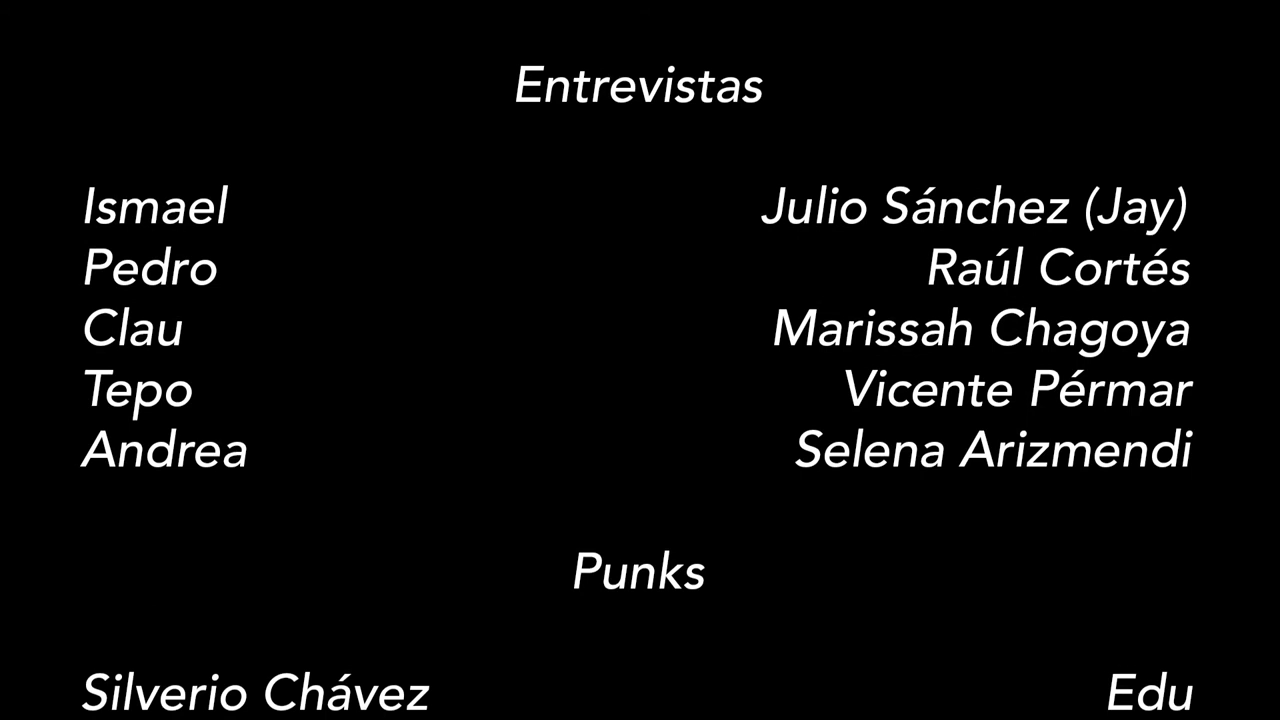 Entrevistas
Ismael Julio Sánchez (Jay)
Pedro Raúl Cortés
Clau Marissah Chagoya
Tepo Vicente Pérmar
Andrea Selena Arizmendi
Punks
Silverio Chávez Edu